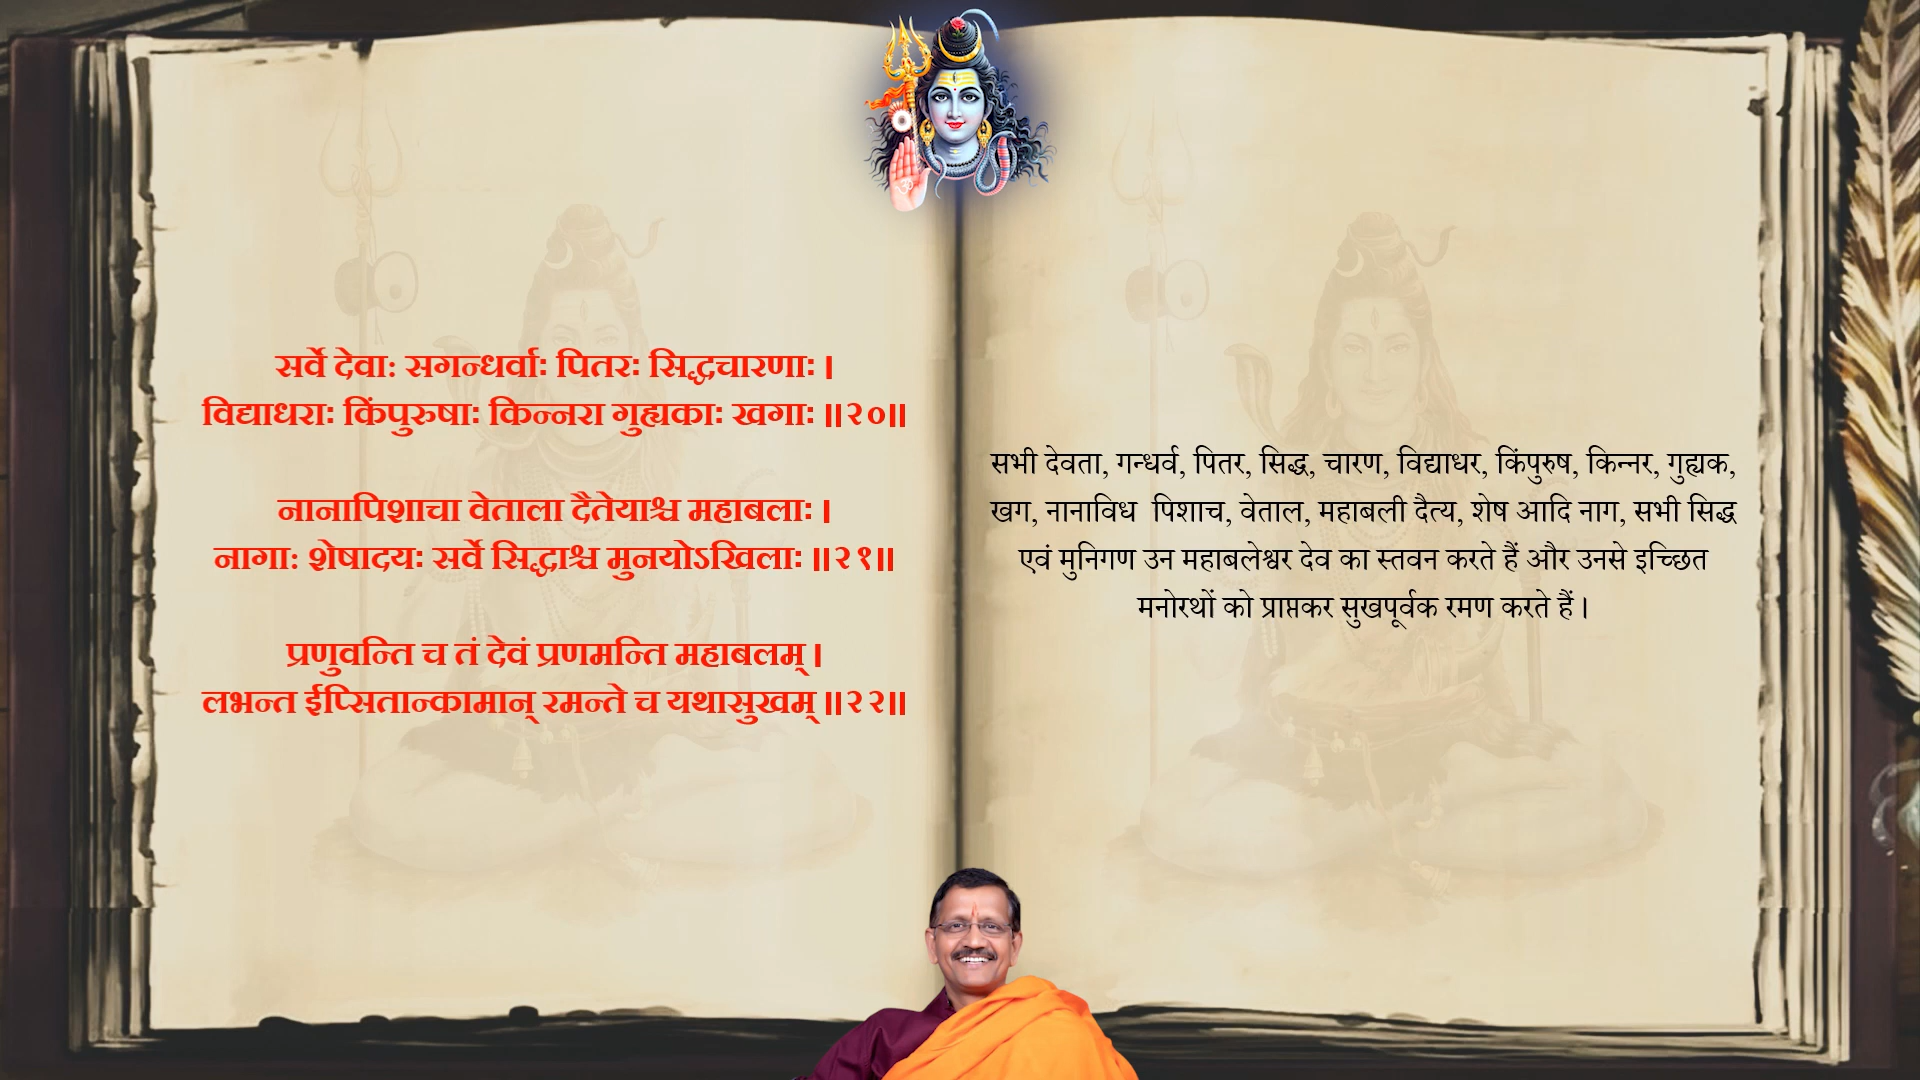 सर्वे देवाः सगन्धर्वाः पितरः सिद्धचारणाः ।
विद्याधराः किंपुरुषाः किन्नरा गुह्यकाः खगाः ॥२०॥
नानापिशाचा वेताला दैतेयाश्च महाबलाः ।
नागाः शेषादयः सर्वे सिद्धाश्च मुनयोऽखिलाः ॥२१॥
प्रणुवन्ति च तं देवं प्रणमन्ति महाबलम् ।
लभन्त ईप्सितान्कामान् रमन्ते च यथासुखम् ॥२२॥
सभी देवता, गन्धर्व, पितर, सिद्ध, चारण, विद्याधर, किंपुरुष, किन्नर, गुह्यक,
खग, नानाविध पिशाच, वेताल, महाबली दैत्य, शेष आदि नाग, सभी सिद्ध
एवं मुनिगण उन महाबलेश्वर देव का स्तवन करते हैं और उनसे इच्छित
मनोरथों को प्राप्तकर सुखपूर्वक रमण करते हैं।